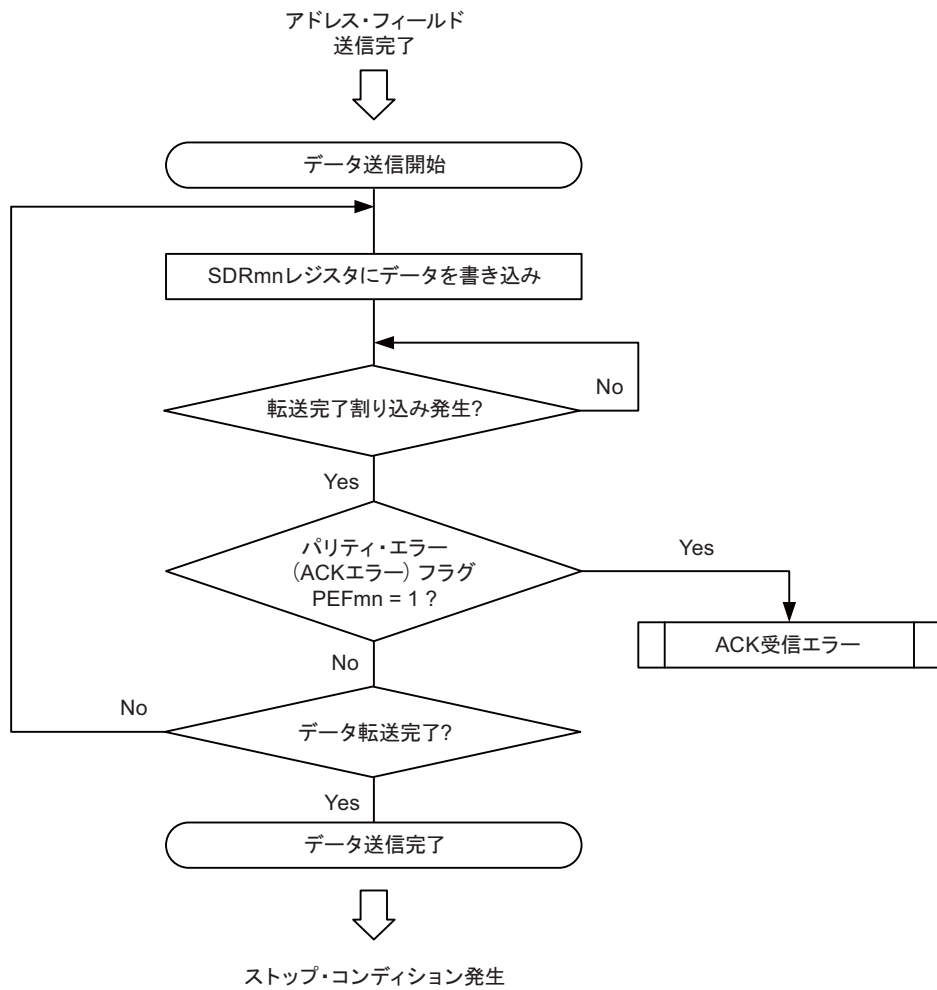 アドレス・フィールド
送信完了
データ送信開始
SDRmnレジスタにデータを書き込み
転送完了割り込み発生?
No
Yes
パリティ・エラー
(ACKエラー) フラグ
PEFmn = 1 ?
Yes
ACK受信エラー
No
データ転送完了?
No
Yes
データ送信完了
ストップ・コンディション発生